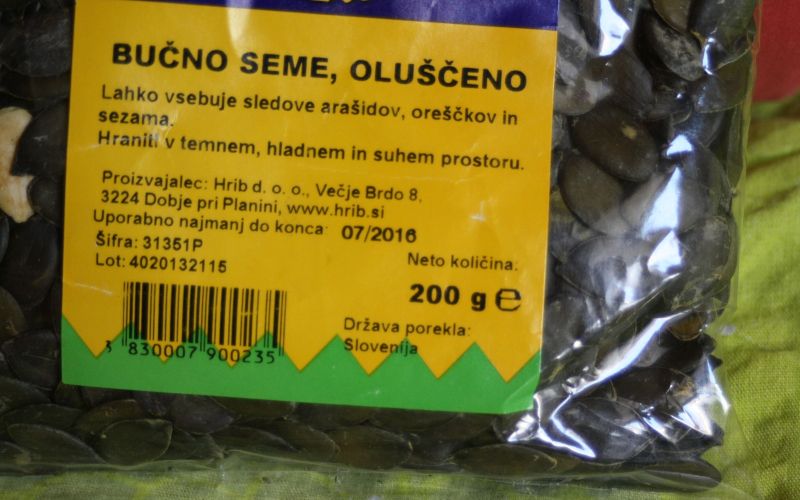 BUČNO SEME, OLUŠČENO
Lahko vsebuje sledove arašidov, oreščkov in
sezama.
Hraniti v temnem, hladnem in suhem prostoru.
Proizvajalec: Hrib d. o. o., Večje Brdo 8,
3224 Dobje pri Planini, www.hrib.si
Uporabno najmanj do konca: 07/2016
Šifra: 31351P
Lot: 4020132115
Neto količina:
200 g ℮
Država porekla:
Slovenija
3 830007 900235